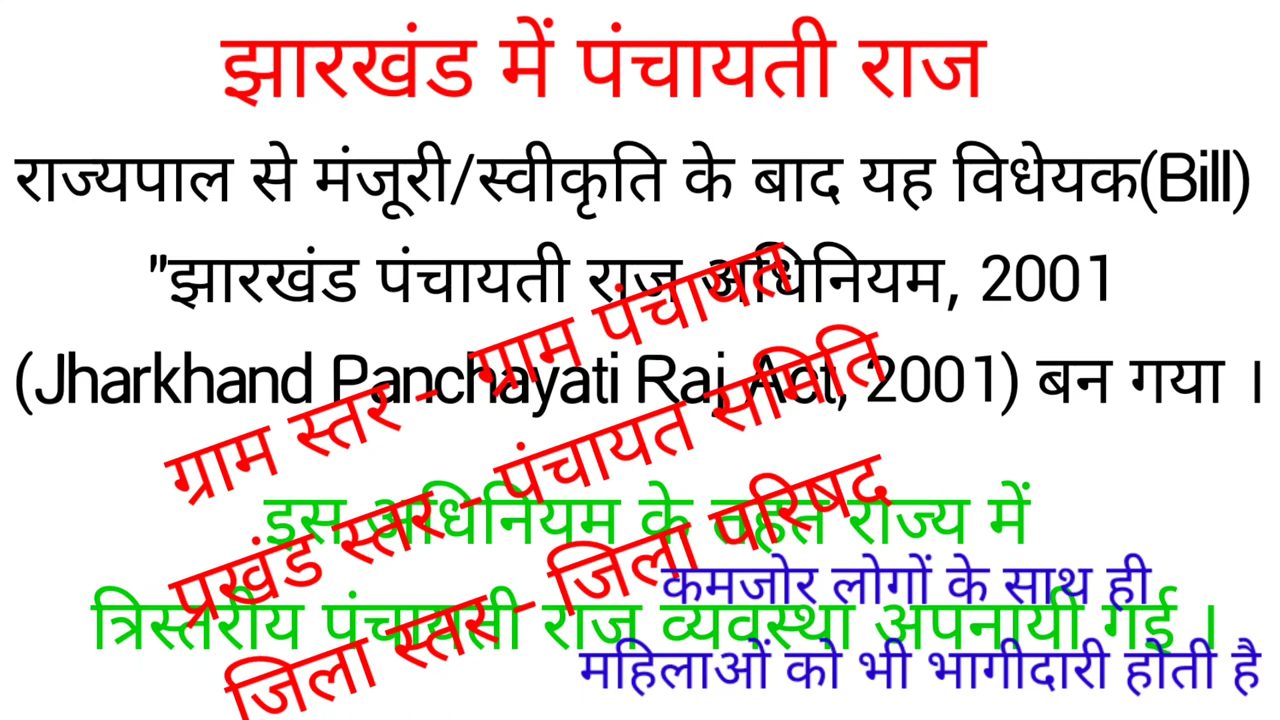 झारखंड में पंचायती राज
राज्यपाल से मंजूरी/स्वीकृति के बाद यह विधेयक(Bill)
"झारखंड पंचायती राज अधिनियम, 2001
(Jharkhand Panchayati Raj Act, 2001) बन गया ।
ग्राम स्तर - ग्राम पंचायत
प्रखंड स्तर - पंचायत समिति
जिला स्तर - जिला परिषद
इस अधिनियम के तहत राज्य में
त्रिस्तरीय पंचायती राज व्यवस्था अपनायी गई ।
कमजोर लोगों के साथ ही
महिलाओं को भी भागीदारी होती है